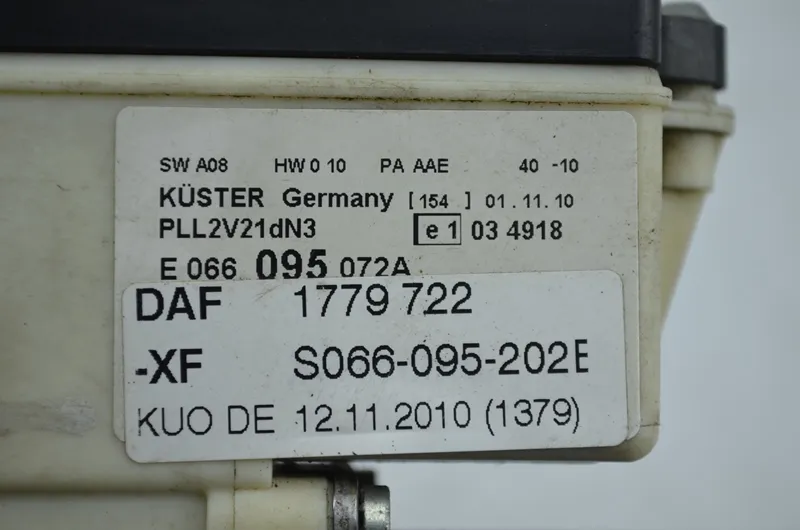 SW A08 HW 0 10 PA AAE 40 -10
KÜSTER Germany [ 154 ] 01.11.10
PLL2V21dN3 e 1 03 4918
E 066 095 072A
DAF 1779 722
-XF S066-095-202E
KUO DE 12.11.2010 (1379)